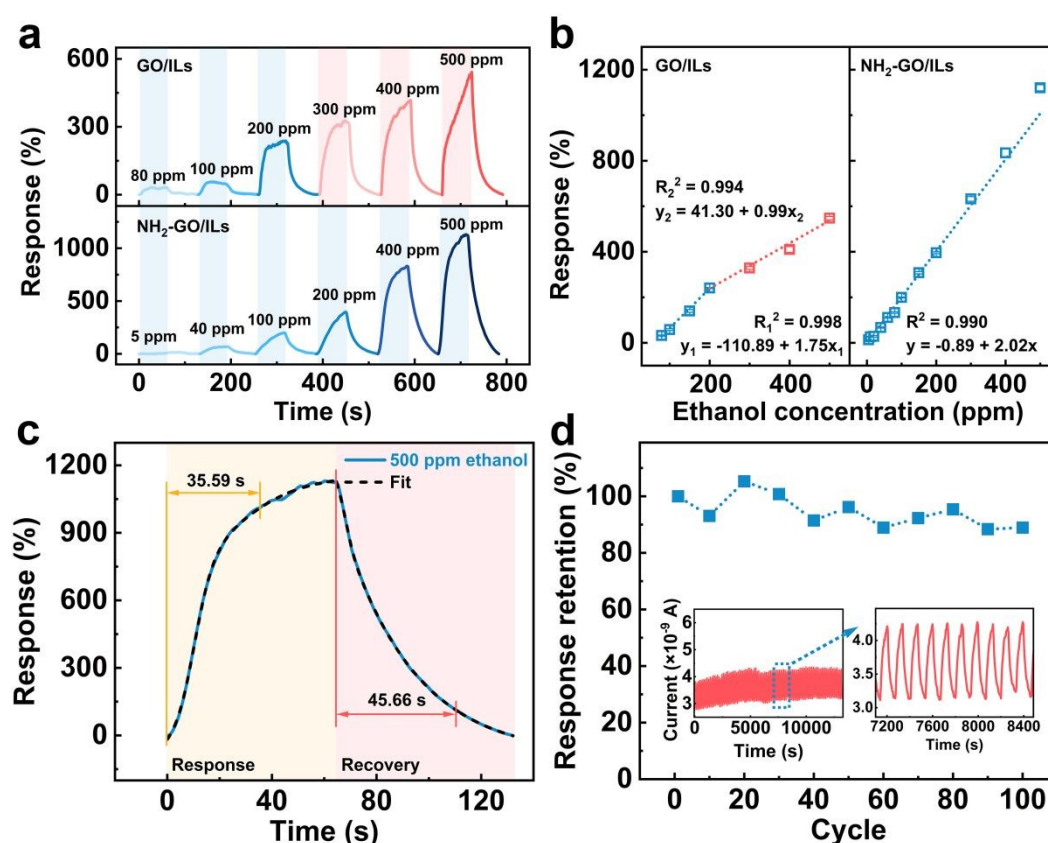 a
GO/ILs
80 ppm
100 ppm
200 ppm
300 ppm
400 ppm
500 ppm
600
300
0
NH₂-GO/ILs
5 ppm
40 ppm
100 ppm
200 ppm
400 ppm
500 ppm
1000
500
0
Response (%)
0 200 400 600 800
Time (s)
b
GO/ILs
R₂² = 0.994
y₂ = 41.30 + 0.99x₂
R₁² = 0.998
y₁ = -110.89 + 1.75x₁
NH₂-GO/ILs
R² = 0.990
y = -0.89 + 2.02x
1200
800
400
0
Response (%)
200 400 0 200 400
Ethanol concentration (ppm)
c
35.59 s
500 ppm ethanol
Fit
45.66 s
Response
Recovery
1200
900
600
300
0
Response (%)
0 40 80 120
Time (s)
d
100
80
60
40
20
0
Response retention (%)
0 20 40 60 80 100
Cycle
6
5
4
3
Current (×10⁻⁹ A)
0 5000 10000
Time (s)
4.0
3.5
3.0
7200 7600 8000 8400
Time (s)